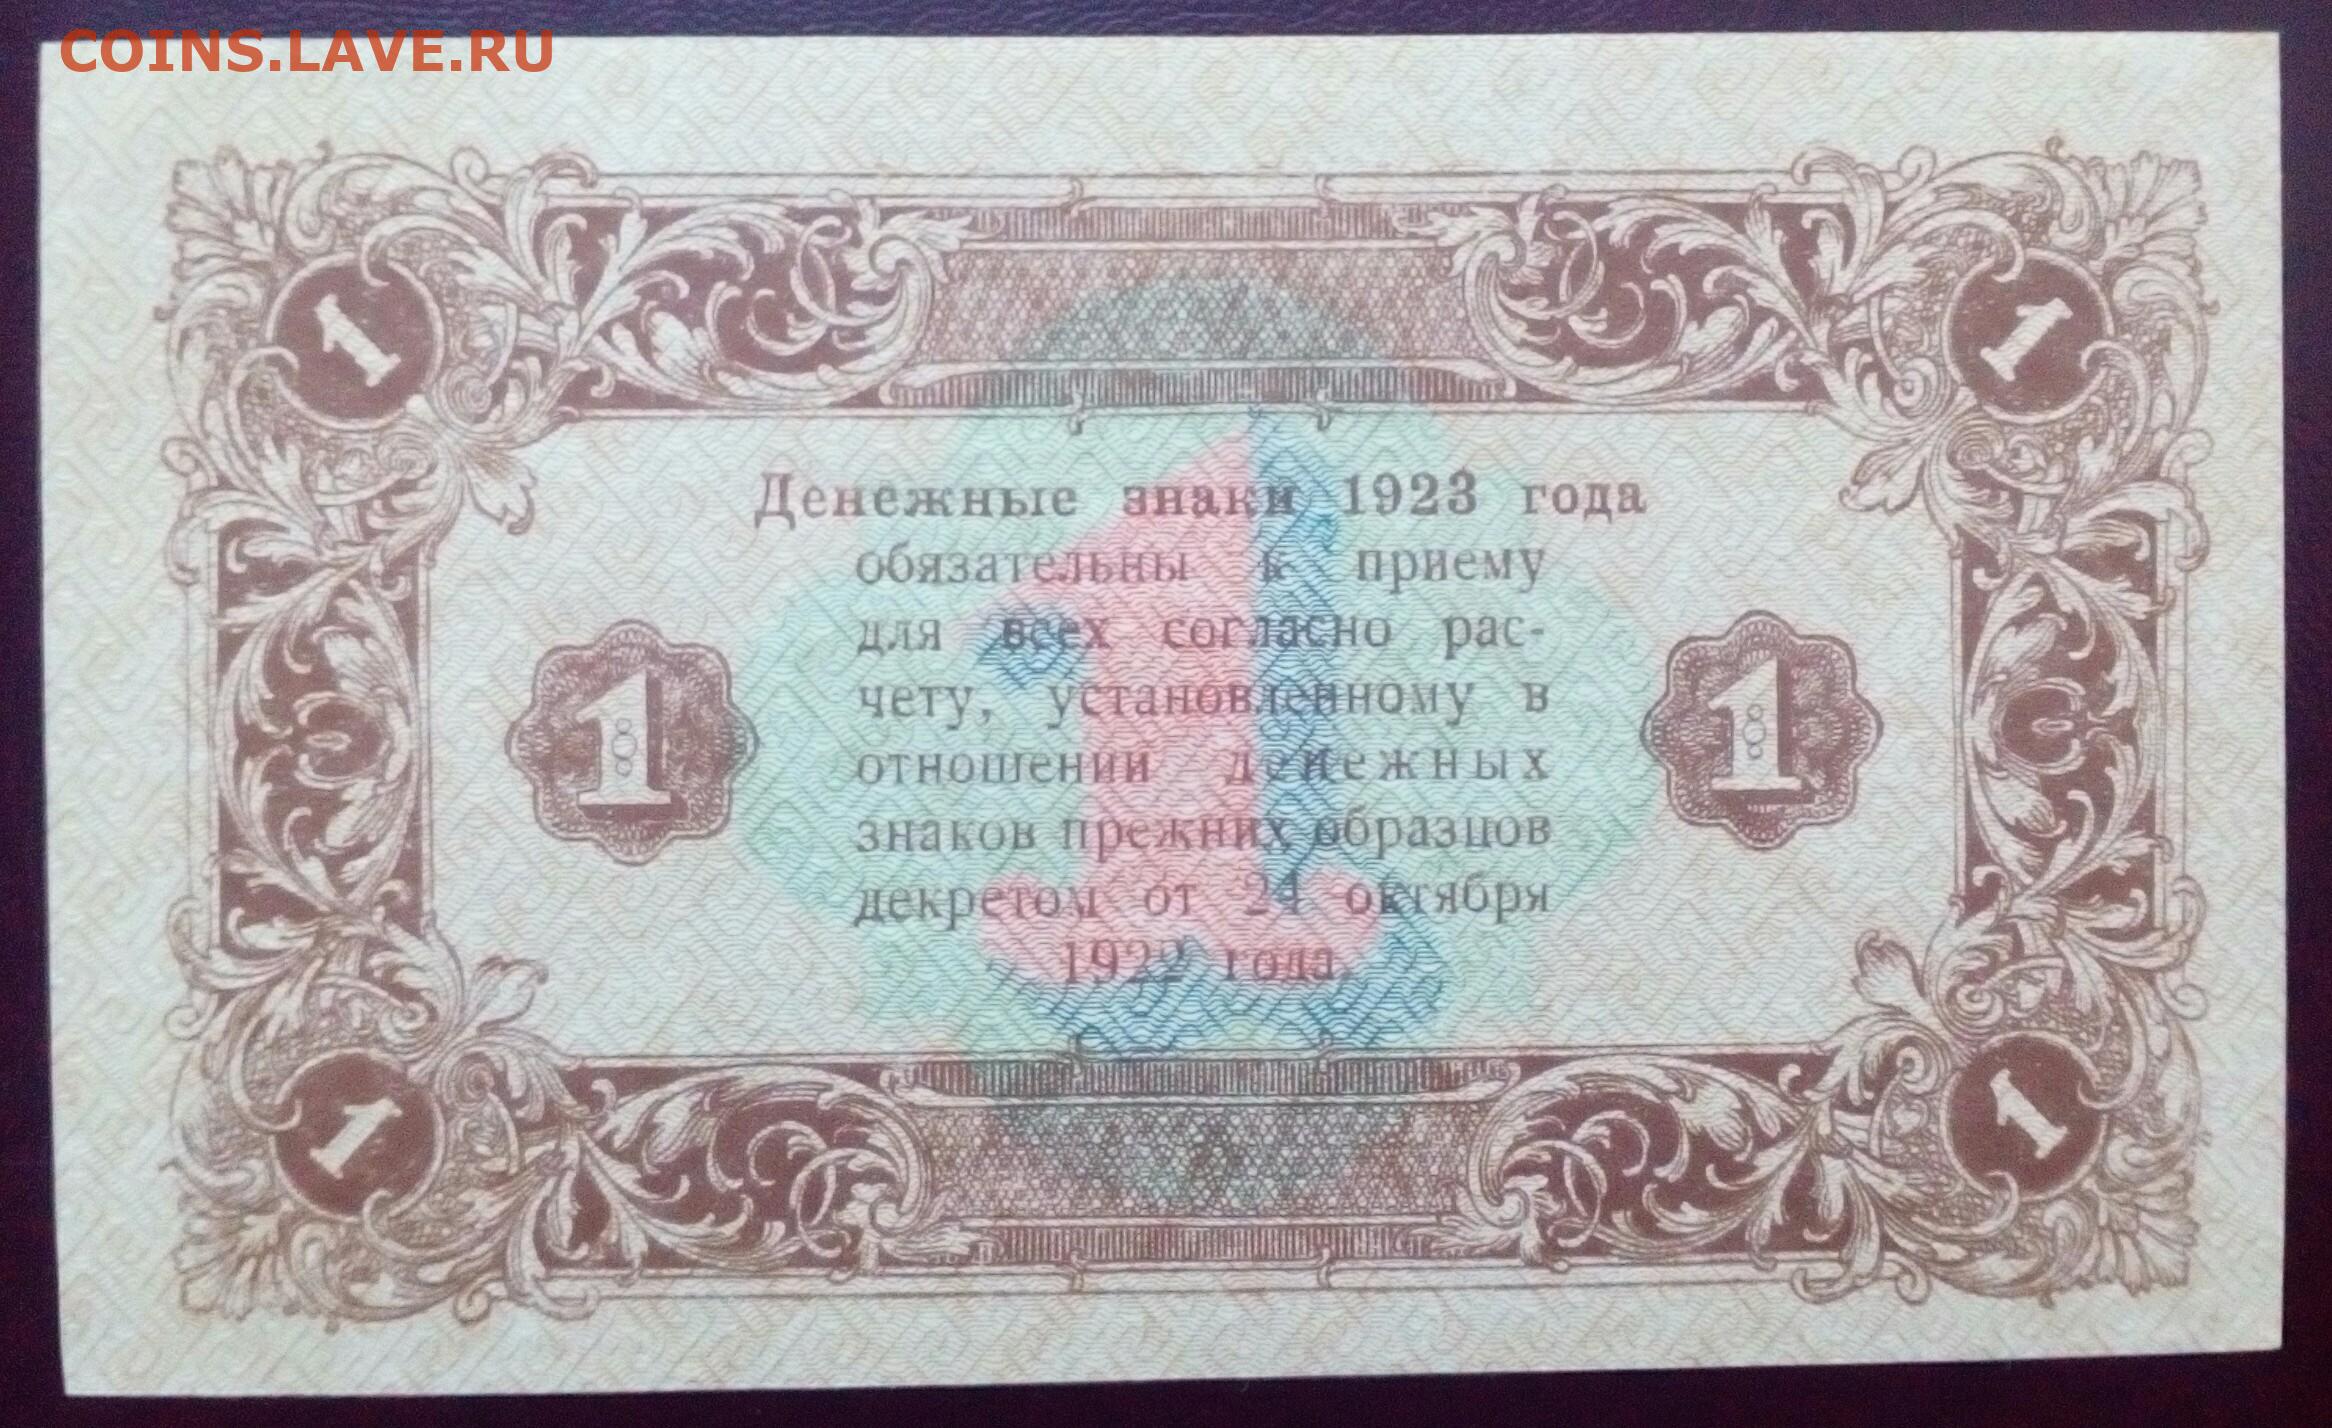 COINS.LAVE.RU
1 1
Денежные знаки 1923 года
обязательны к приему
для всех согласно рас-
чету, установленному в
1 1 1
отношении денежных
знаков прежних образцов
декретом от 24 октября
1922 года.
1 1